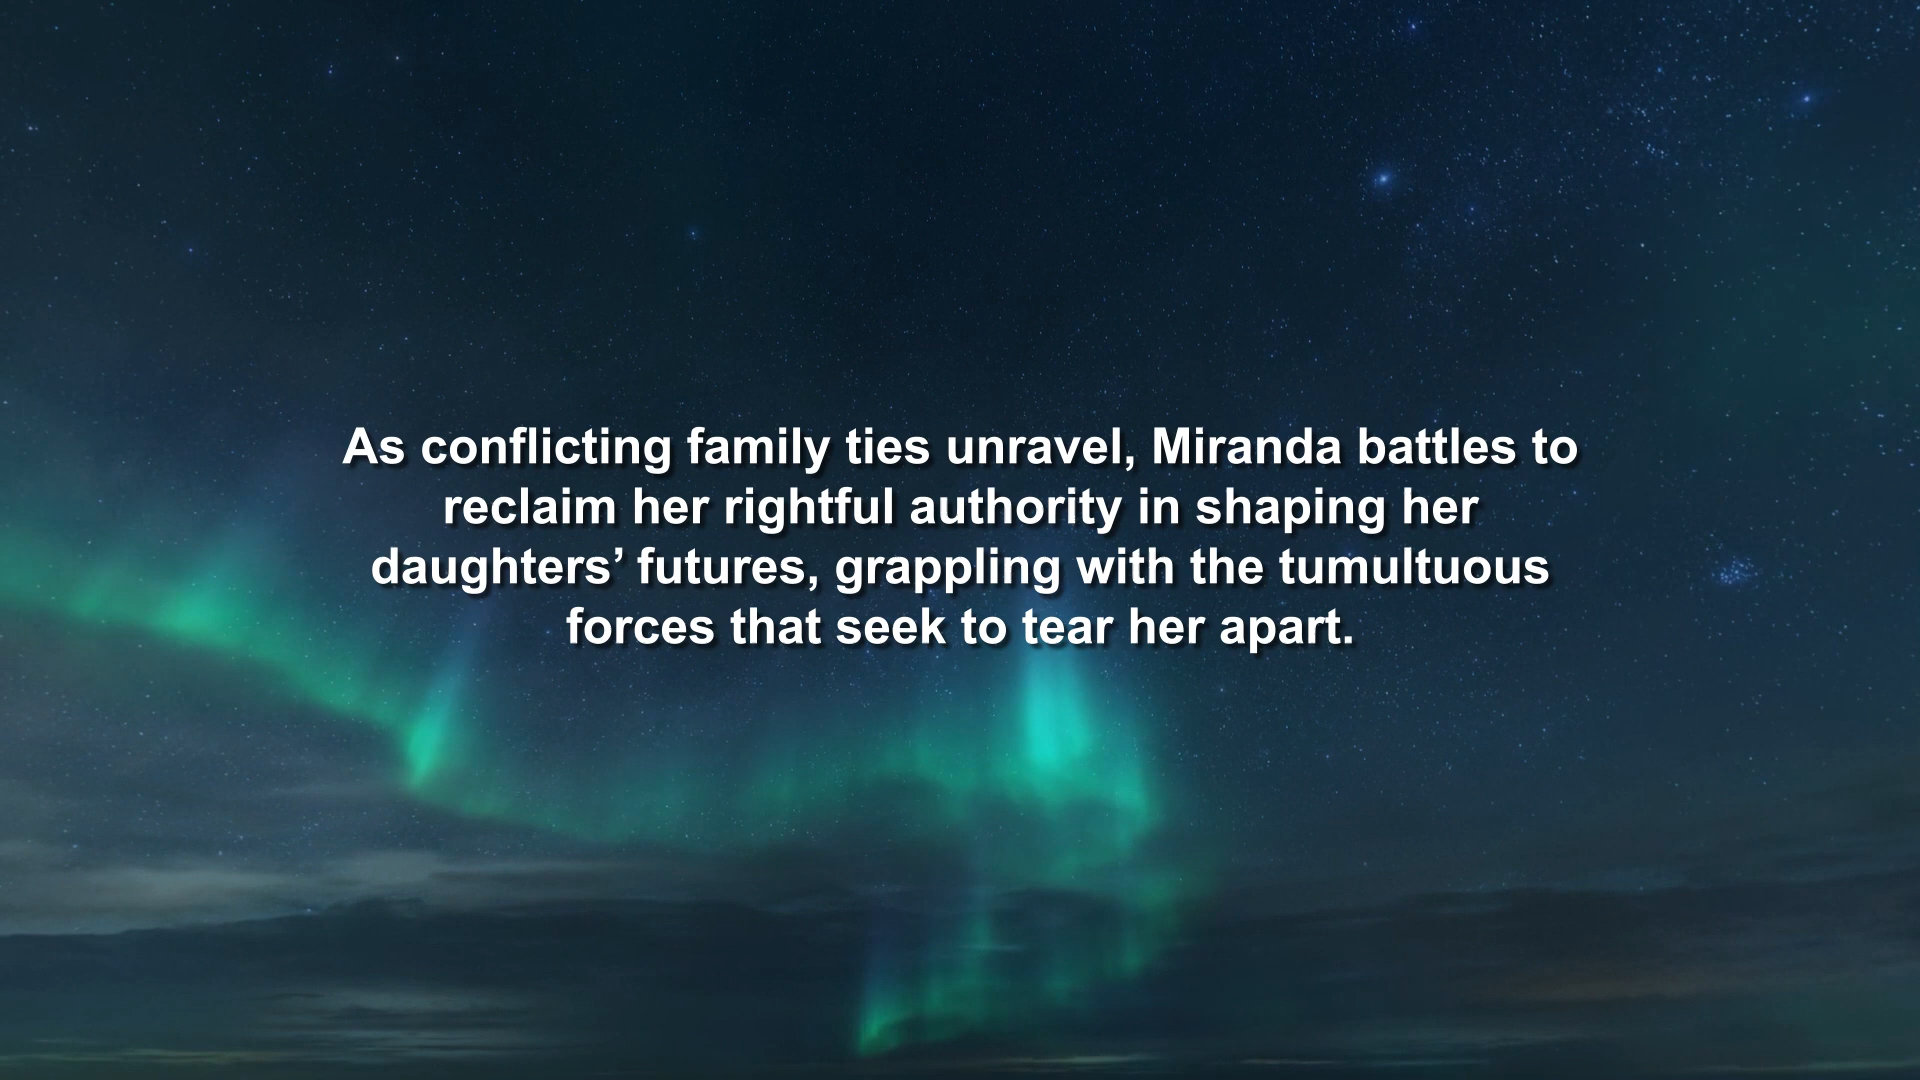 As conflicting family ties unravel, Miranda battles to
reclaim her rightful authority in shaping her
daughters’ futures, grappling with the tumultuous
forces that seek to tear her apart.